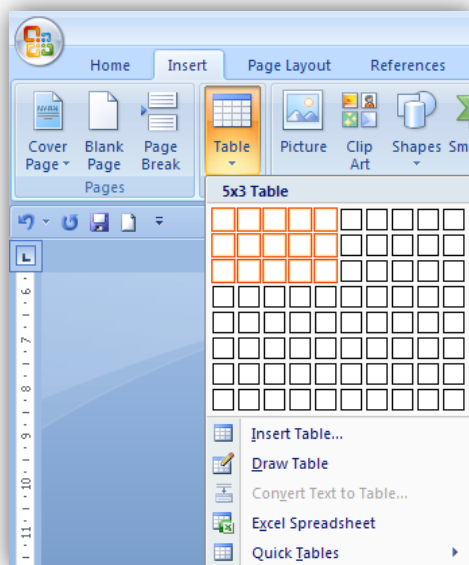 Home Insert Page Layout References
Cover Page
Blank Page
Page Break
Table
Picture
Clip Art
Shapes
Sm
Pages
5x3 Table
L
Insert Table...
Draw Table
Convert Text to Table...
Excel Spreadsheet
Quick Tables
6
7
8
9
10
11